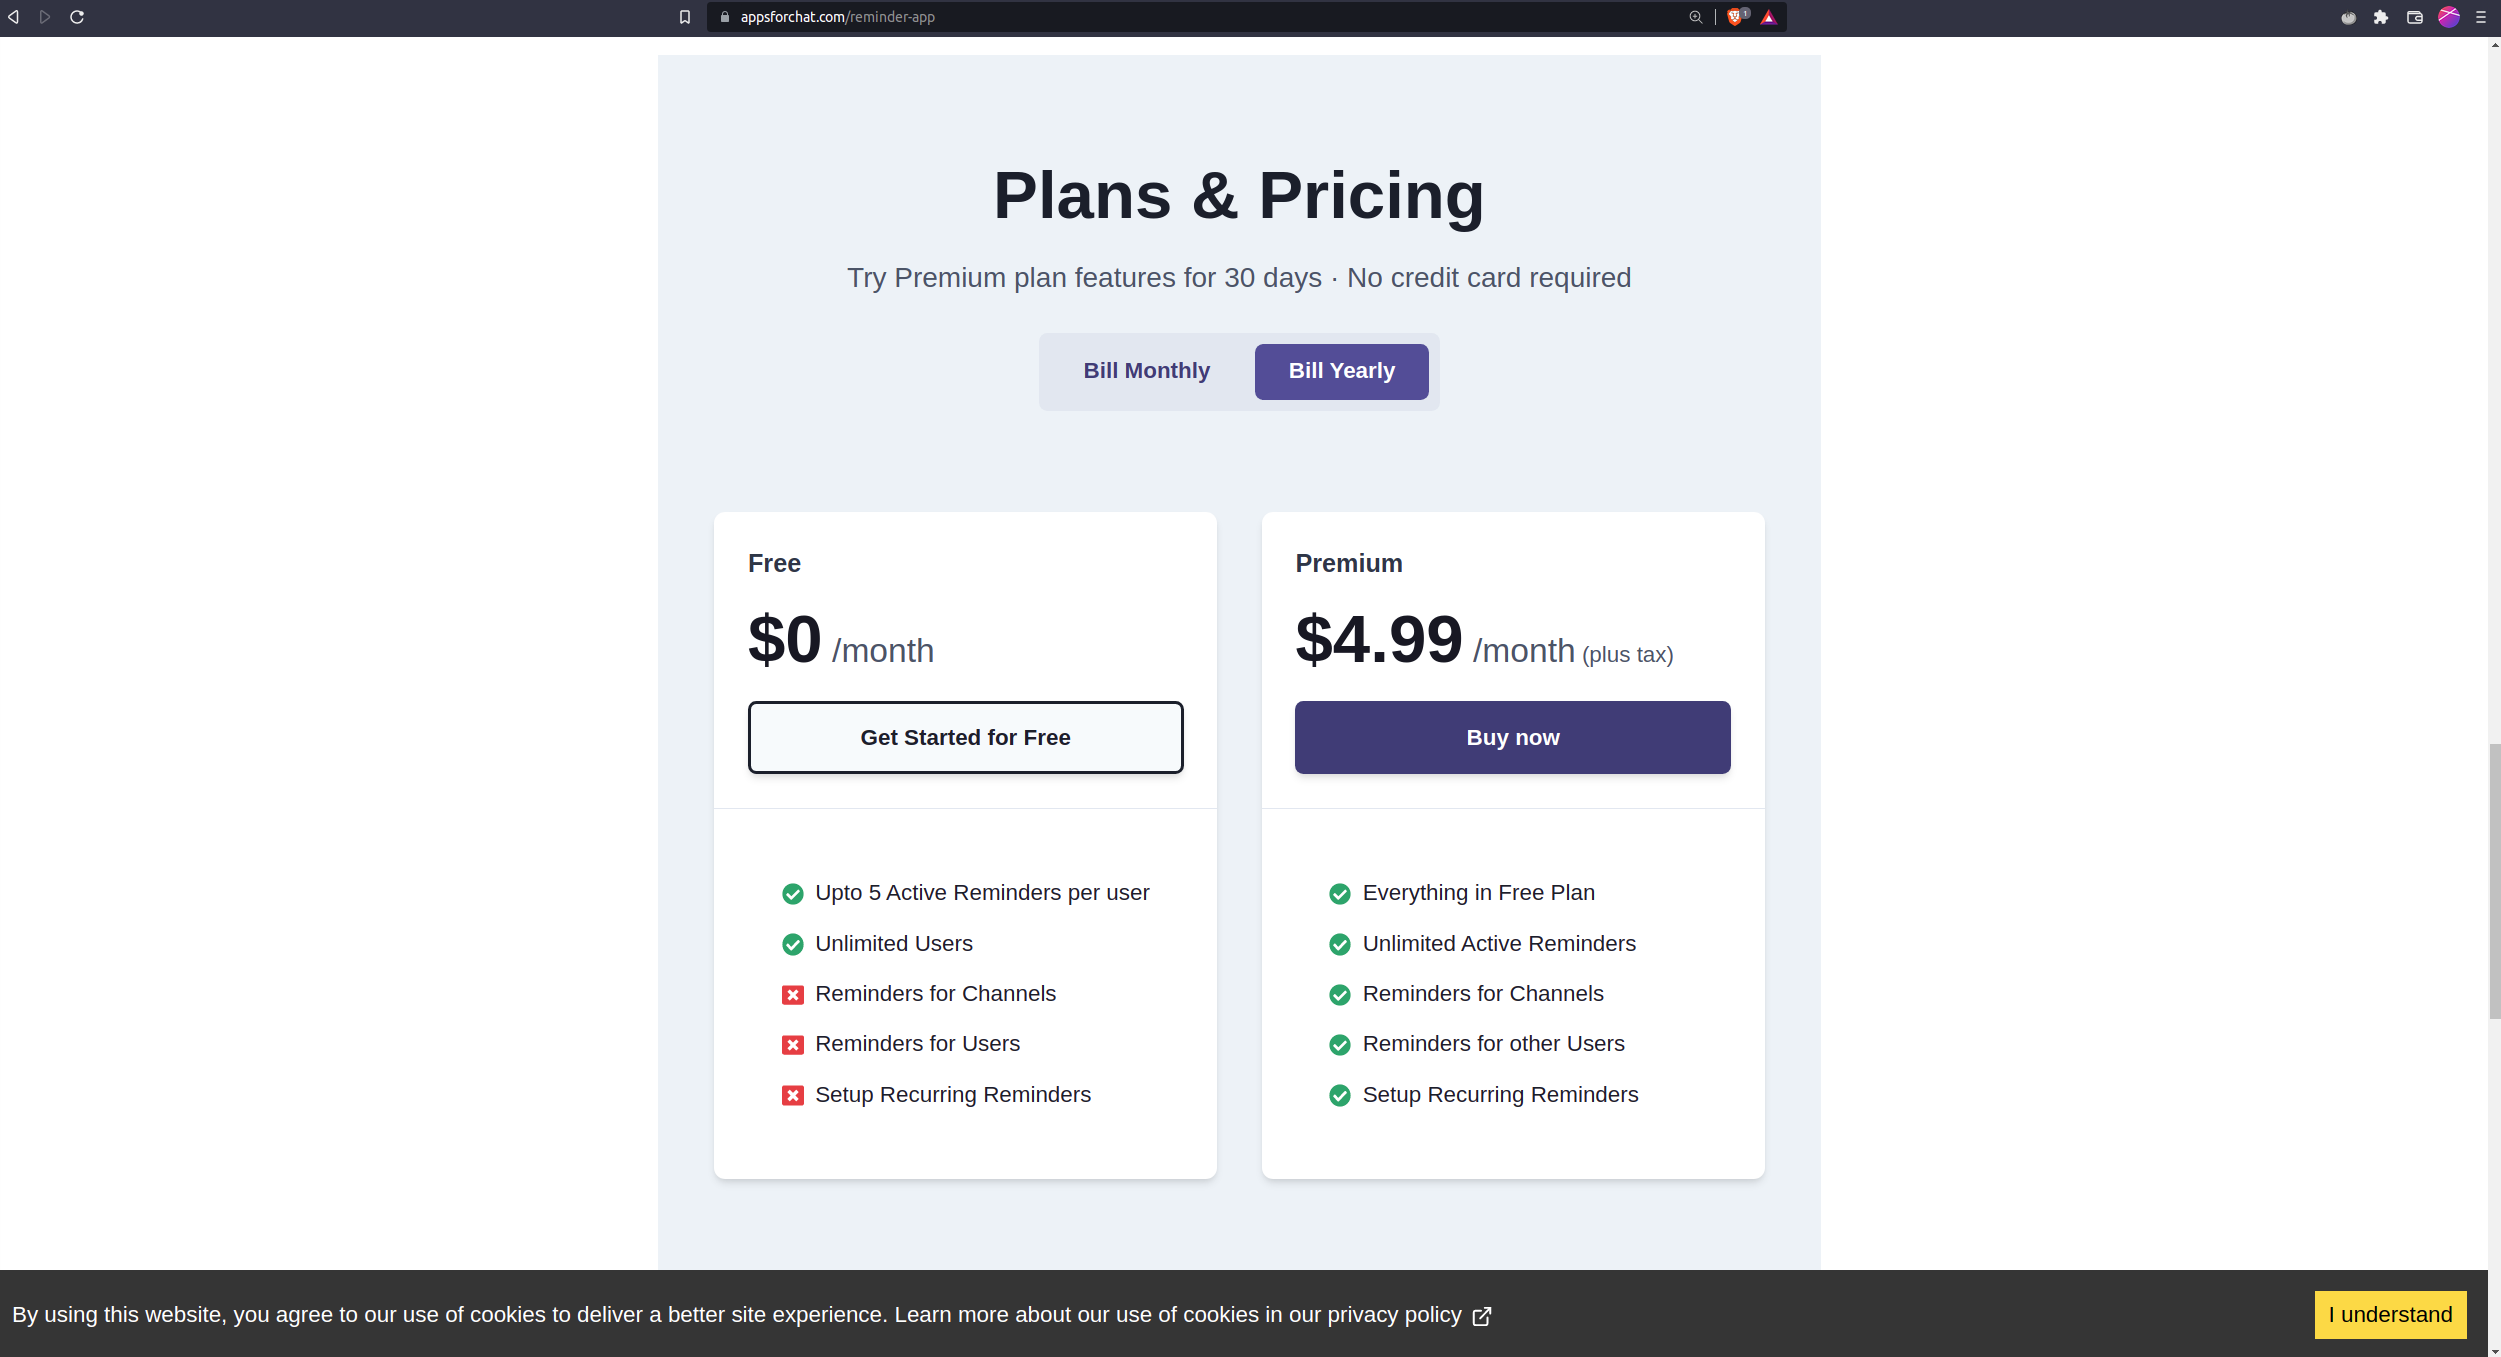 appsforchat.com/reminder-app
1
Plans & Pricing
Try Premium plan features for 30 days · No credit card required
Bill Monthly
Bill Yearly
Free
$0 /month
Get Started for Free
Upto 5 Active Reminders per user
Unlimited Users
Reminders for Channels
Reminders for Users
Setup Recurring Reminders
Premium
$4.99 /month (plus tax)
Buy now
Everything in Free Plan
Unlimited Active Reminders
Reminders for Channels
Reminders for other Users
Setup Recurring Reminders
By using this website, you agree to our use of cookies to deliver a better site experience. Learn more about our use of cookies in our privacy policy
I understand